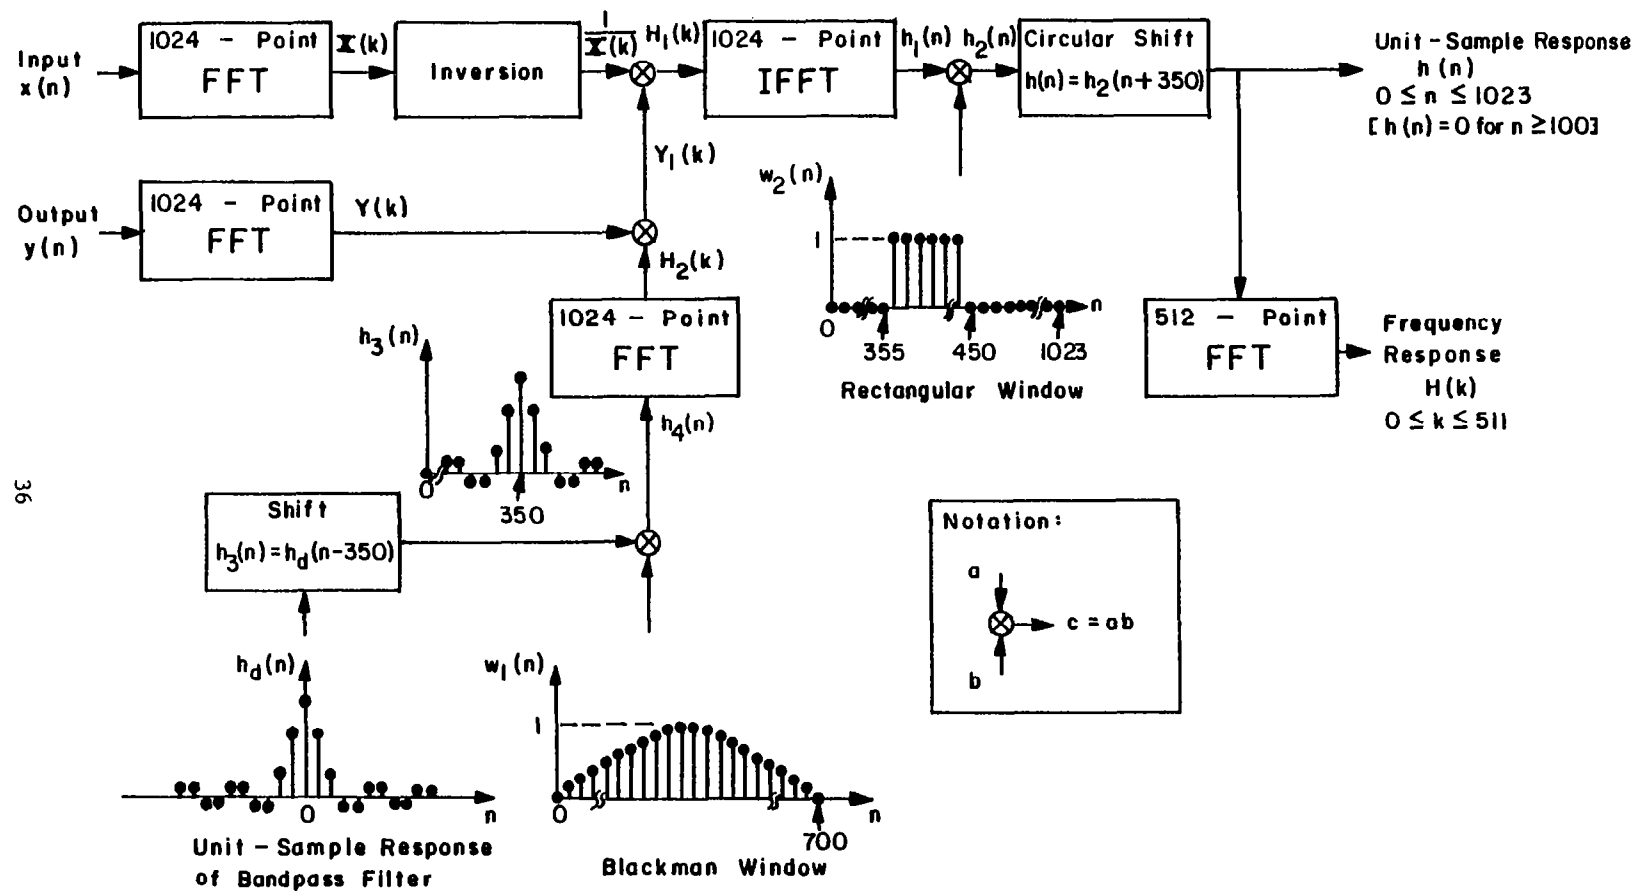 Input
x(n)
1024 - Point
FFT
X(k)
Inversion
1
X(k)
H1(k)
1024 - Point
IFFT
h1(n) h2(n)
Circular Shift
h(n) = h2(n+350)
Unit - Sample Response
h(n)
0 ≤ n ≤ 1023
[h(n) = 0 for n ≥ 100]
Y1(k)
Output
y(n)
1024 - Point
FFT
Y(k)
H2(k)
w2(n)
1
0
355
450
1023
n
Rectangular Window
512 - Point
FFT
Frequency
Response
H(k)
0 ≤ k ≤ 511
1024 - Point
FFT
h3(n)
0
350
n
h4(n)
36
Shift
h3(n) = hd(n-350)
Notation:
a
c = ab
b
hd(n)
0
n
Unit - Sample Response
of Bandpass Filter
w1(n)
1
0
700
n
Blackman Window